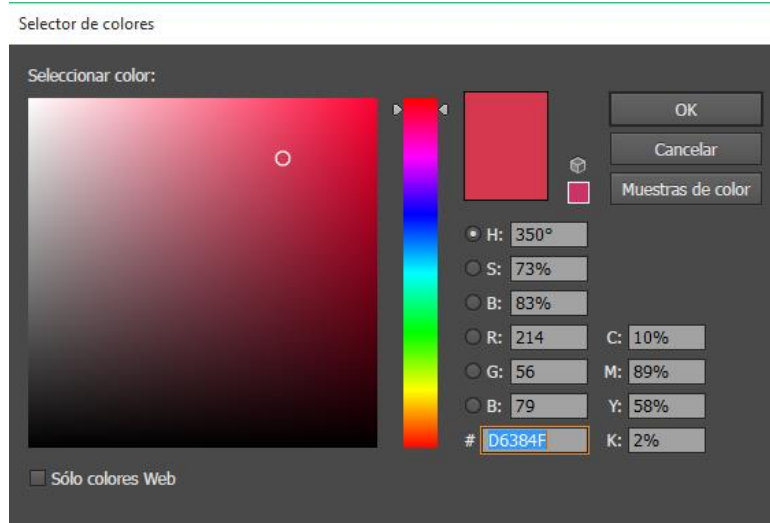 Selector de colores
Seleccionar color:
OK
Cancelar
Muestras de color
H: 350°
S: 73%
B: 83%
R: 214 C: 10%
G: 56 M: 89%
B: 79 Y: 58%
# D6384F K: 2%
Sólo colores Web